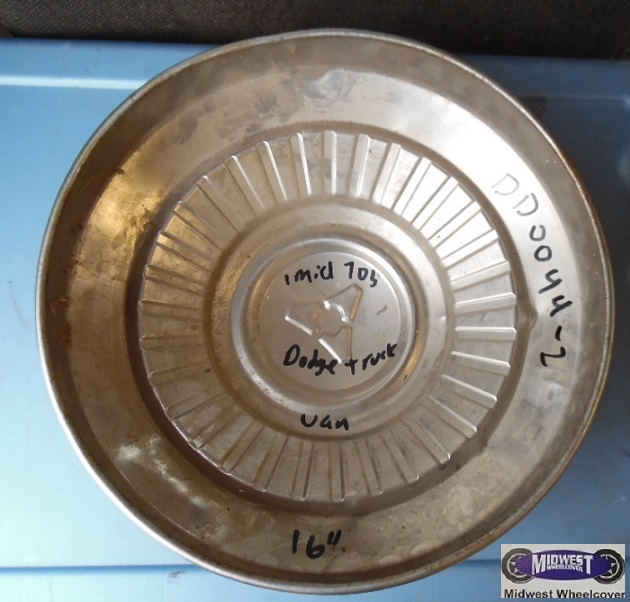 mid 70s
Dodge truck
van
16"
DD0044-2
MIDWEST
WHEELCOVER
Midwest Wheelcover